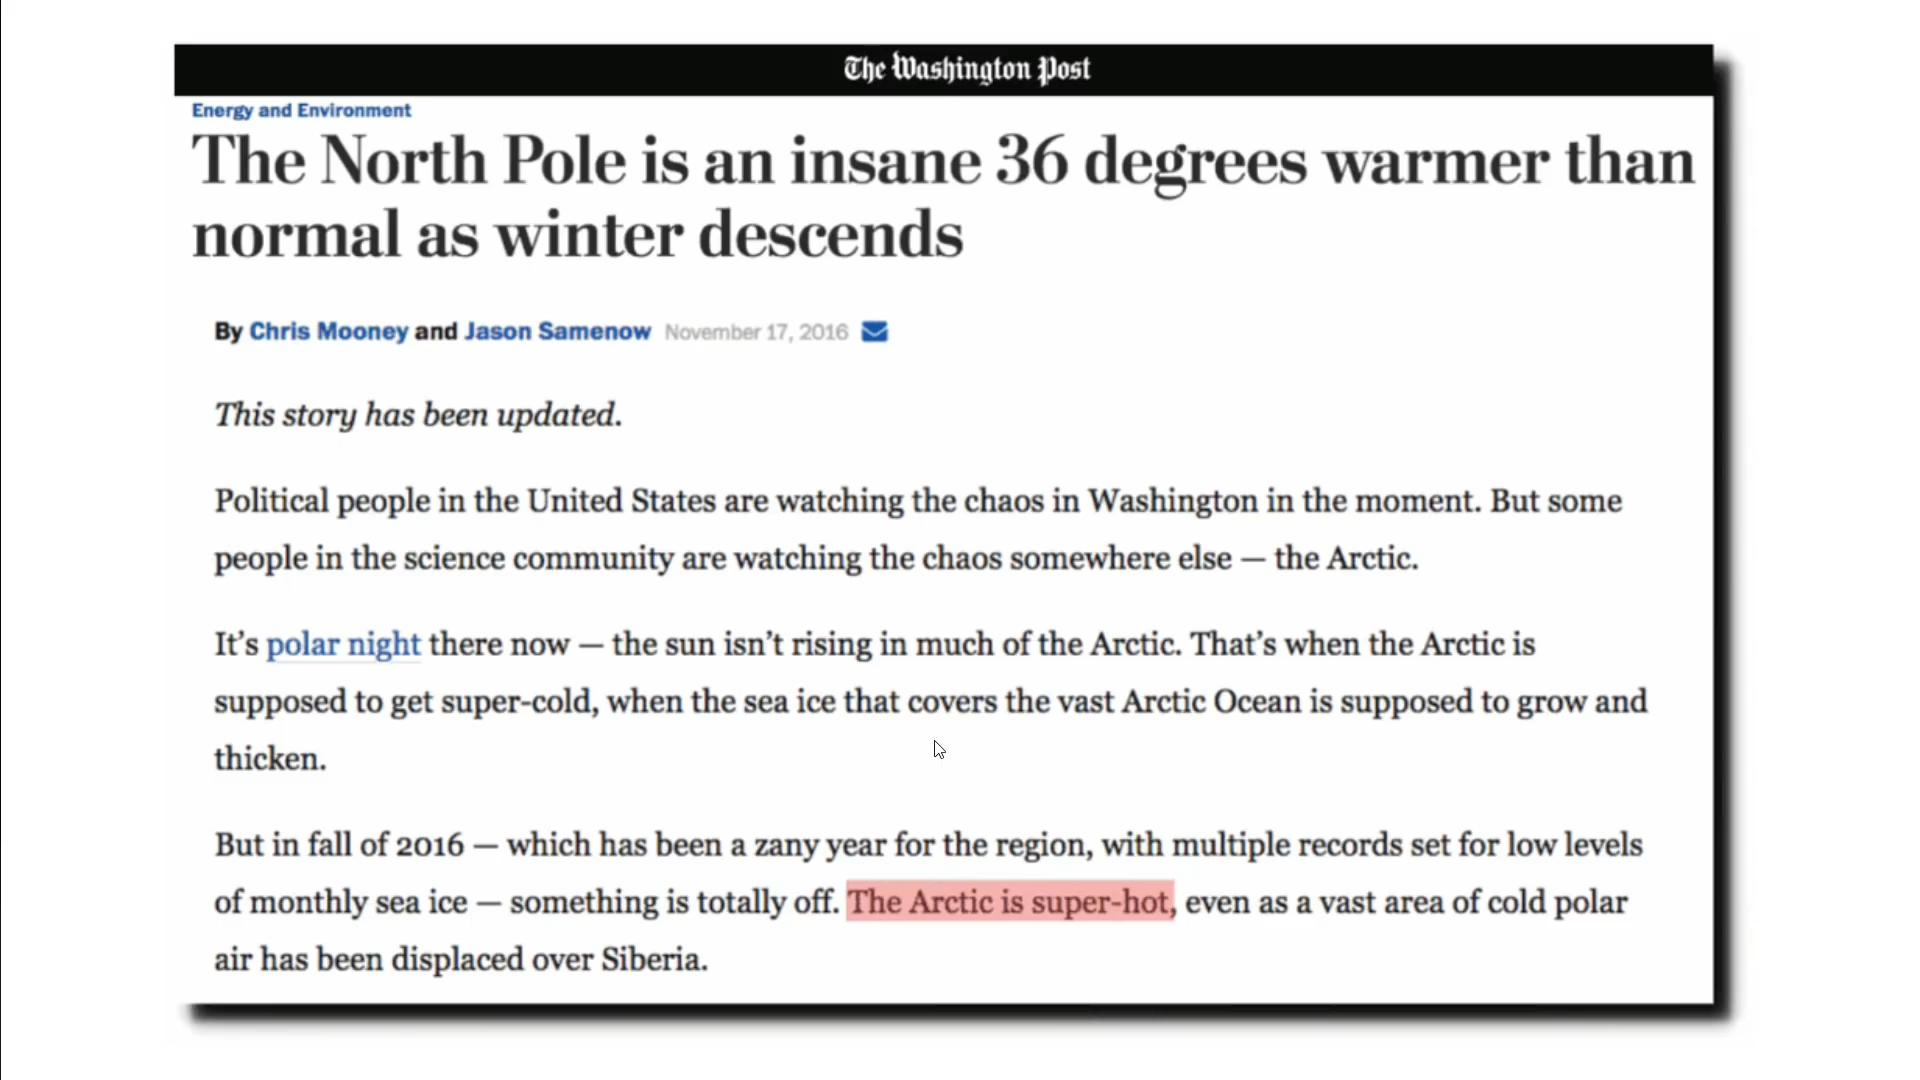 The Washington Post
Energy and Environment
The North Pole is an insane 36 degrees warmer than
normal as winter descends
By Chris Mooney and Jason Samenow November 17, 2016
This story has been updated.
Political people in the United States are watching the chaos in Washington in the moment. But some
people in the science community are watching the chaos somewhere else — the Arctic.
It’s polar night there now — the sun isn’t rising in much of the Arctic. That’s when the Arctic is
supposed to get super-cold, when the sea ice that covers the vast Arctic Ocean is supposed to grow and
thicken.
But in fall of 2016 — which has been a zany year for the region, with multiple records set for low levels
of monthly sea ice — something is totally off. The Arctic is super-hot, even as a vast area of cold polar
air has been displaced over Siberia.